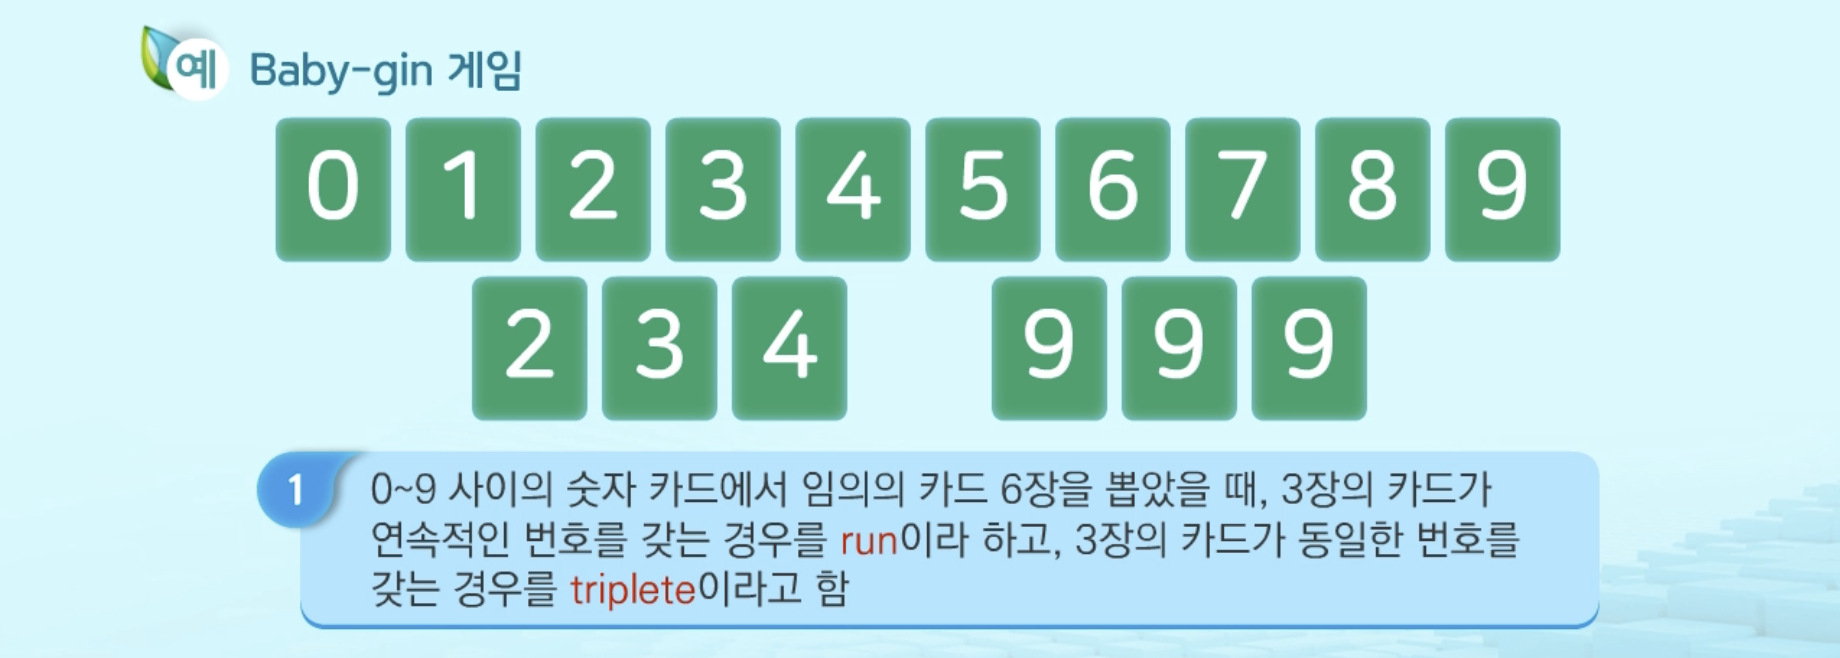 예 Baby-gin 게임
0 1 2 3 4 5 6 7 8 9
2 3 4 9 9 9
1 0~9 사이의 숫자 카드에서 임의의 카드 6장을 뽑았을 때, 3장의 카드가
연속적인 번호를 갖는 경우를 run이라 하고, 3장의 카드가 동일한 번호를
갖는 경우를 triplete이라고 함